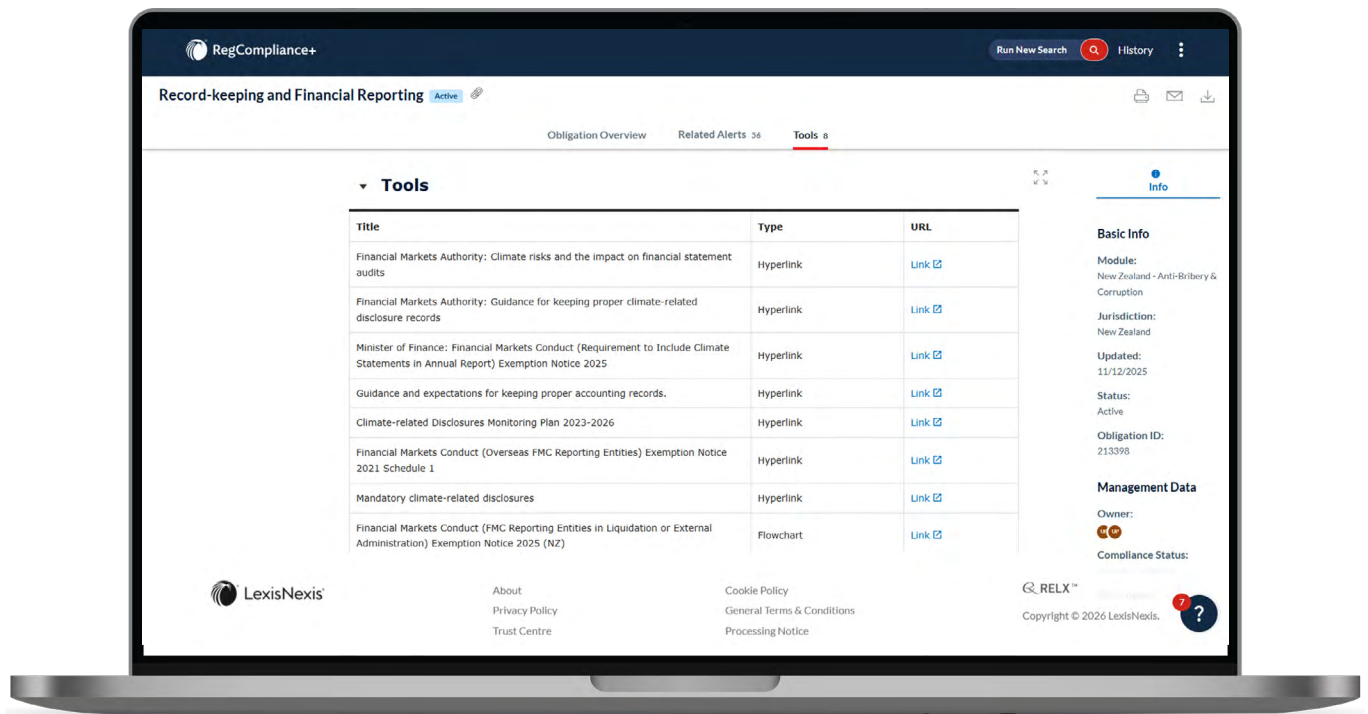 RegCompliance+
Run New Search
History
Record-keeping and Financial Reporting Active
Obligation Overview Related Alerts 36 Tools 8
Tools
Info
Title Type URL
Financial Markets Authority: Climate risks and the impact on financial statement
audits
Hyperlink Link
Financial Markets Authority: Guidance for keeping proper climate-related
disclosure records
Hyperlink Link
Minister of Finance: Financial Markets Conduct (Requirement to Include Climate
Statements in Annual Report) Exemption Notice 2025
Hyperlink Link
Guidance and expectations for keeping proper accounting records. Hyperlink Link
Climate-related Disclosures Monitoring Plan 2023-2026 Hyperlink Link
Financial Markets Conduct (Overseas FMC Reporting Entities) Exemption Notice
2021 Schedule 1
Hyperlink Link
Mandatory climate-related disclosures Hyperlink Link
Financial Markets Conduct (FMC Reporting Entities in Liquidation or External
Administration) Exemption Notice 2025 (NZ)
Flowchart Link
Basic Info
Module:
New Zealand - Anti-Bribery &
Corruption
Jurisdiction:
New Zealand
Updated:
11/12/2025
Status:
Active
Obligation ID:
213398
Management Data
Owner:
Compliance Status:
LexisNexis
About
Privacy Policy
Trust Centre
Cookie Policy
General Terms & Conditions
Processing Notice
RELX™
Copyright © 2026 LexisNexis.
7
?